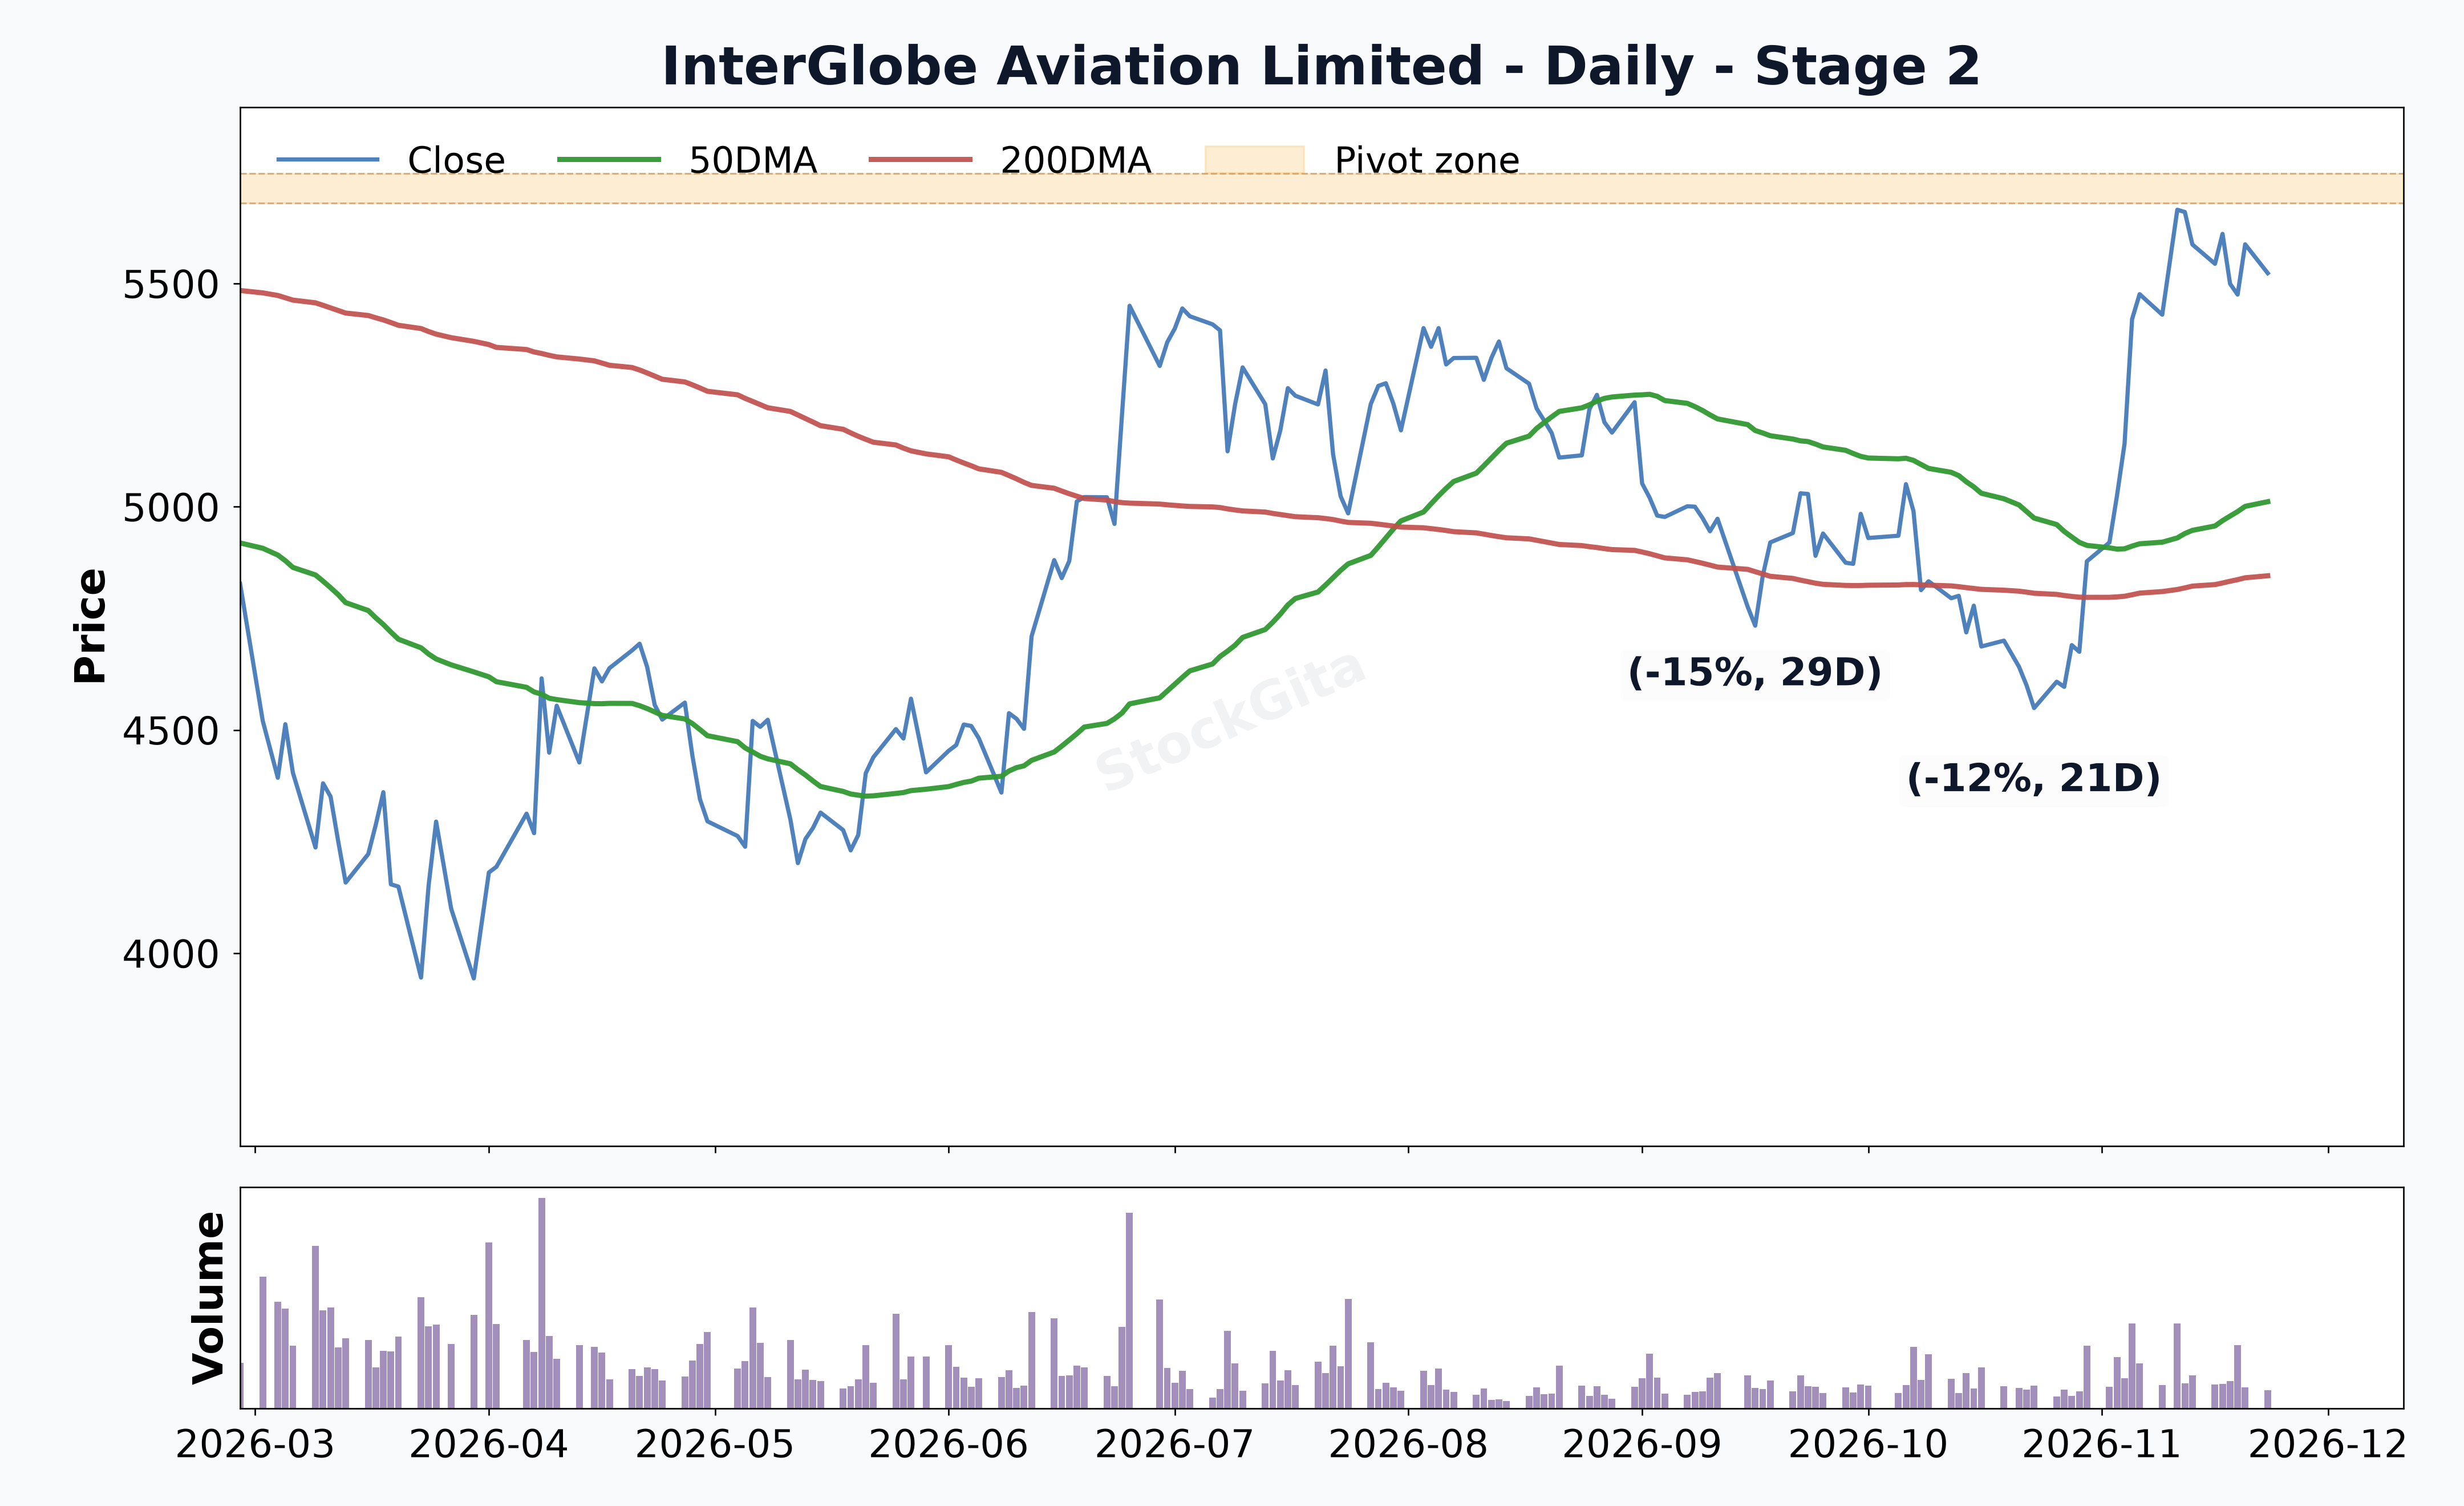 InterGlobe Aviation Limited - Daily - Stage 2
Close 50DMA 200DMA Pivot zone
5500
5000
4500
4000
Price
(-15%, 29D)
(-12%, 21D)
StockGita
Volume
2026-03 2026-04 2026-05 2026-06 2026-07 2026-08 2026-09 2026-10 2026-11 2026-12